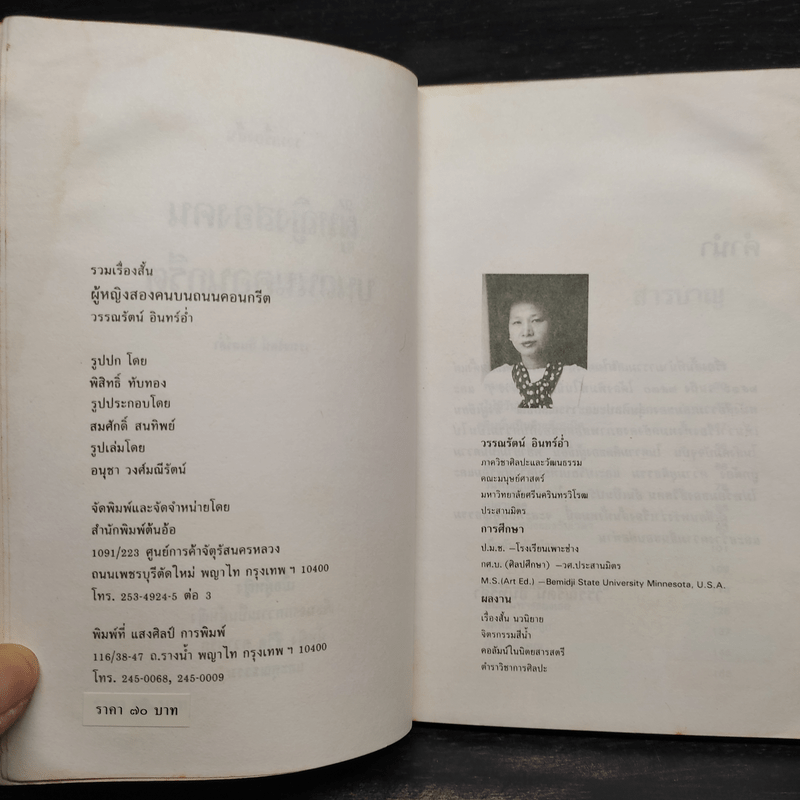 รวมเรื่องสั้น
ผู้หญิงสองคนบนถนนคอนกรีต
วรรณรัตน์ อินทร์อ่ำ
รูปปก โดย
พิสิทธิ์ ทับทอง
รูปประกอบโดย
สมศักดิ์ สนทิพย์
รูปเล่มโดย
อนุชา วงศ์มณีรัตน์
จัดพิมพ์และจัดจำหน่ายโดย
สำนักพิมพ์ต้นอ้อ
1091/223 ศูนย์การค้าจัตุรัสนครหลวง
ถนนเพชรบุรีตัดใหม่ พญาไท กรุงเทพ ฯ 10400
โทร. 253-4924-5 ต่อ 3
พิมพ์ที่ แสงศิลป์ การพิมพ์
116/38-47 ถ.รางน้ำ พญาไท กรุงเทพ ฯ 10400
โทร. 245-0068, 245-0009
ราคา ๗๐ บาท
วรรณรัตน์ อินทร์อ่ำ
ภาควิชาศิลปะและวัฒนธรรม
คณะมนุษย์ศาสตร์
มหาวิทยาลัยศรีนครินทรวิโรฒ
ประสานมิตร
การศึกษา
ป.ม.ช. —โรงเรียนเพาะช่าง
กศ.บ. (ศิลปศึกษา) —วศ.ประสานมิตร
M.S.(Art Ed.) —Bemidji State University Minnesota, U.S.A.
ผลงาน
เรื่องสั้น นวนิยาย
จิตรกรรมสีน้ำ
คอลัมน์ในนิตยสารสตรี
ตำราวิชาการศิลปะ